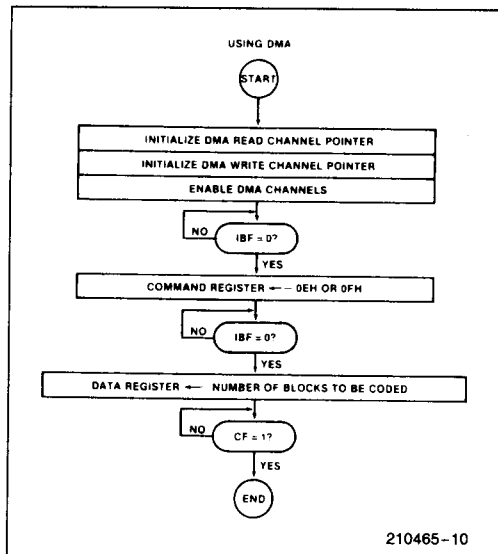 USING DMA
START
INITIALIZE DMA READ CHANNEL POINTER
INITIALIZE DMA WRITE CHANNEL POINTER
ENABLE DMA CHANNELS
NO
IBF = 0?
YES
COMMAND REGISTER ←– 0EH OR 0FH
NO
IBF = 0?
YES
DATA REGISTER ← NUMBER OF BLOCKS TO BE CODED
NO
CF = 1?
YES
END
210465–10